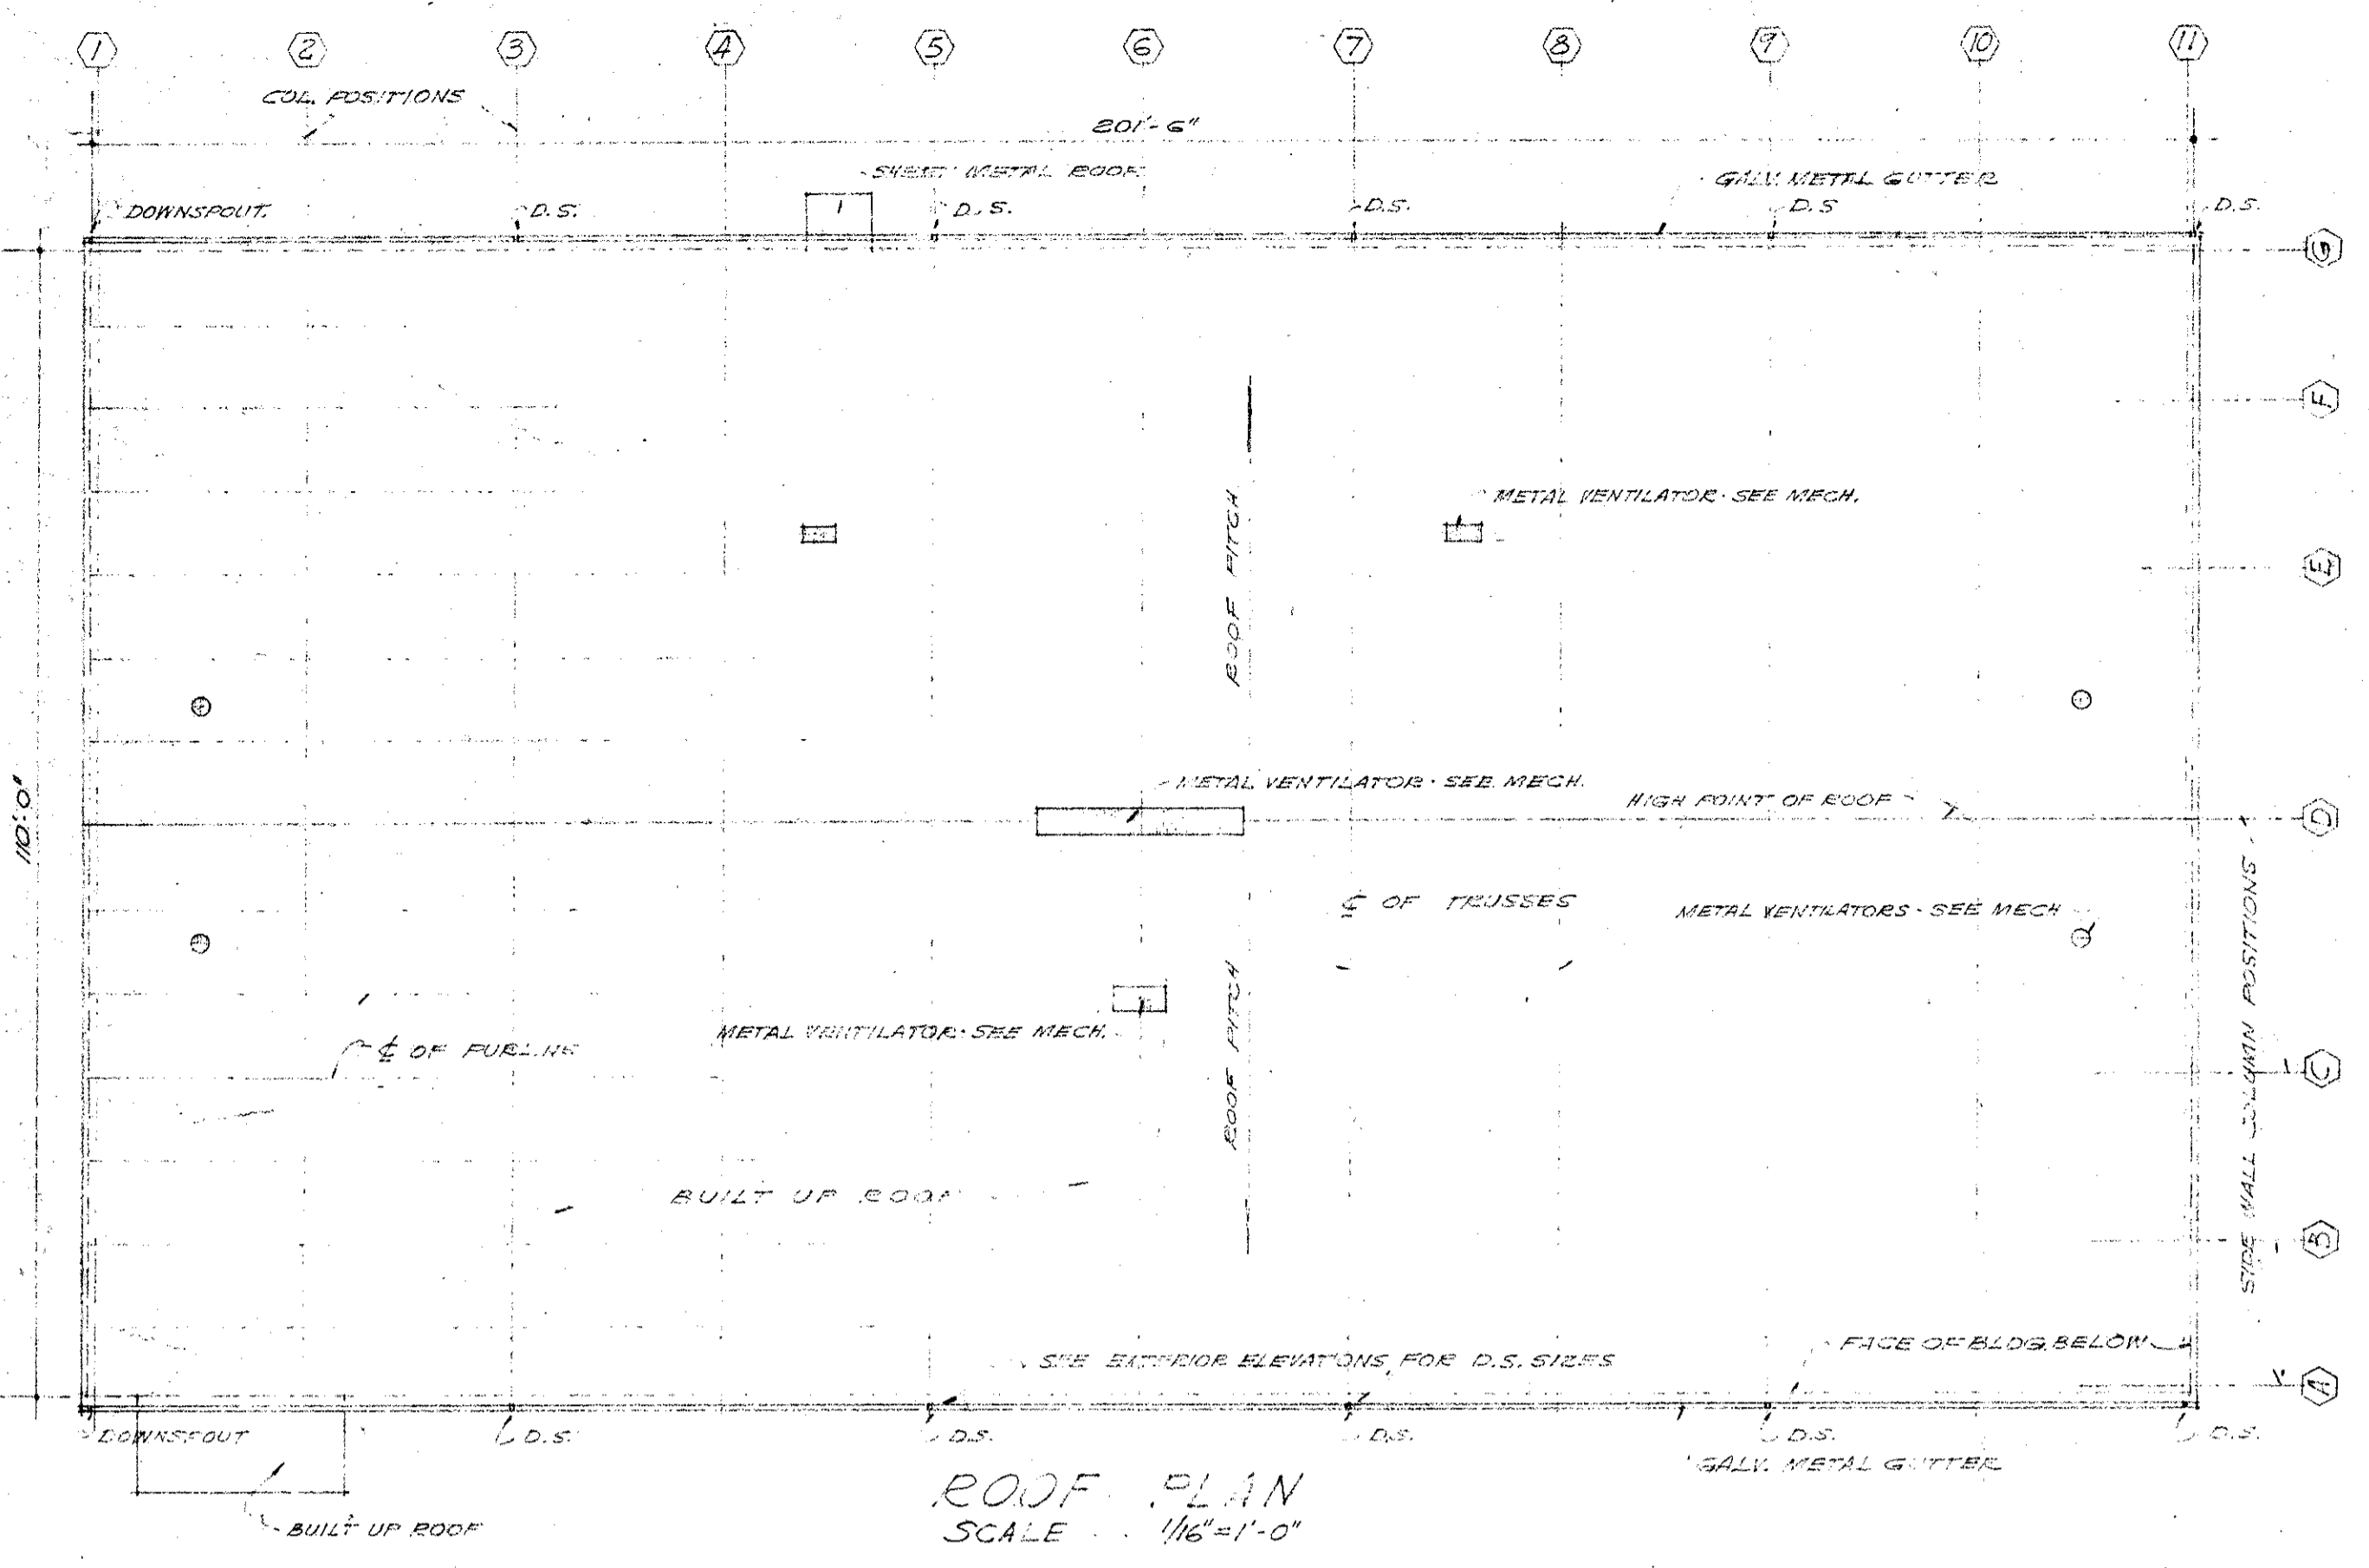 1 2 3 4 5 6 7 8 9 10 11
COL. POSITIONS
201'-6"
SHEET METAL ROOF
GALV. METAL GUTTER
DOWNSPOUT.
D.S.
D.S.
D.S.
D.S
D.S.
G
F
METAL VENTILATOR · SEE MECH.
ROOF PITCH
E
110'-0"
METAL VENTILATOR · SEE MECH.
HIGH POINT OF ROOF
D
℄ OF TRUSSES
METAL VENTILATORS · SEE MECH
SIDE WALL COLUMN POSITIONS
METAL VENTILATOR · SEE MECH.
℄ OF PURLINS
ROOF PITCH
C
BUILT UP ROOF
B
SEE EXTERIOR ELEVATIONS FOR D.S. SIZES
FACE OF BLDG. BELOW
A
DOWNSPOUT
D.S.
D.S.
D.S.
D.S.
D.S.
GALV. METAL GUTTER
BUILT UP ROOF
ROOF PLAN
SCALE 1/16"=1'-0"